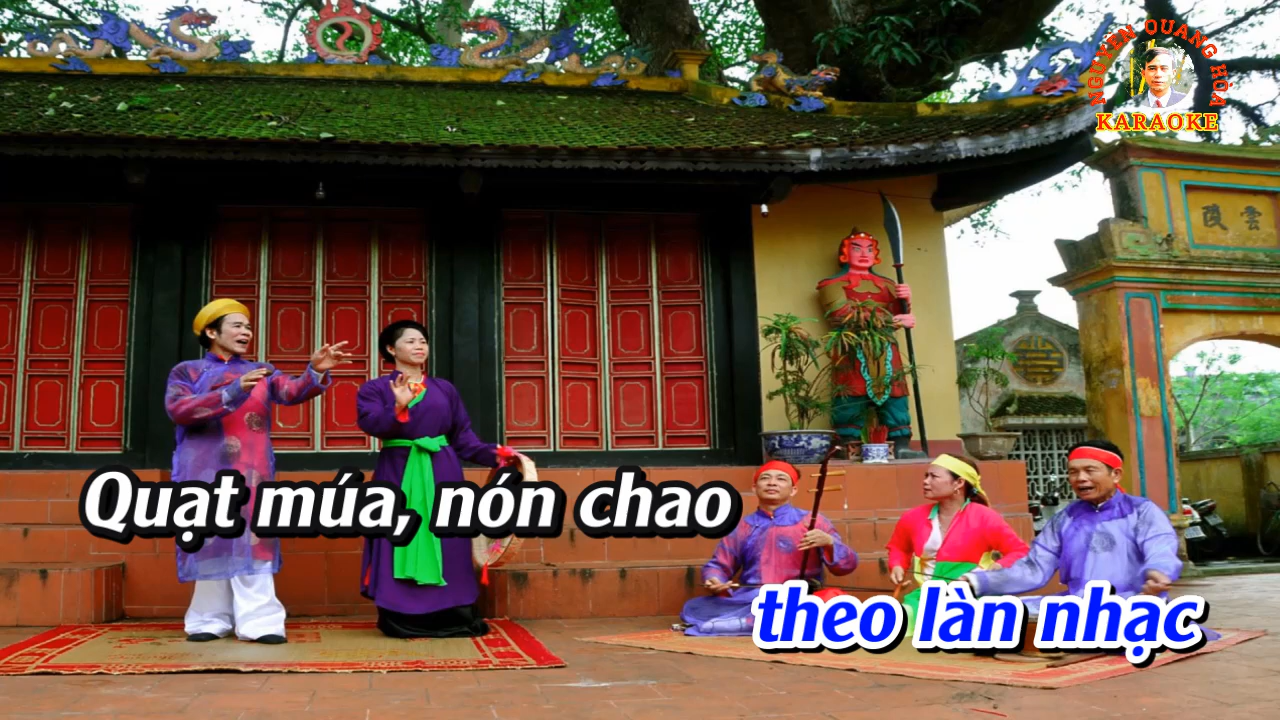 NGUYỄN QUANG HÒA
KARAOKE
Quạt múa, nón chao
theo làn nhạc